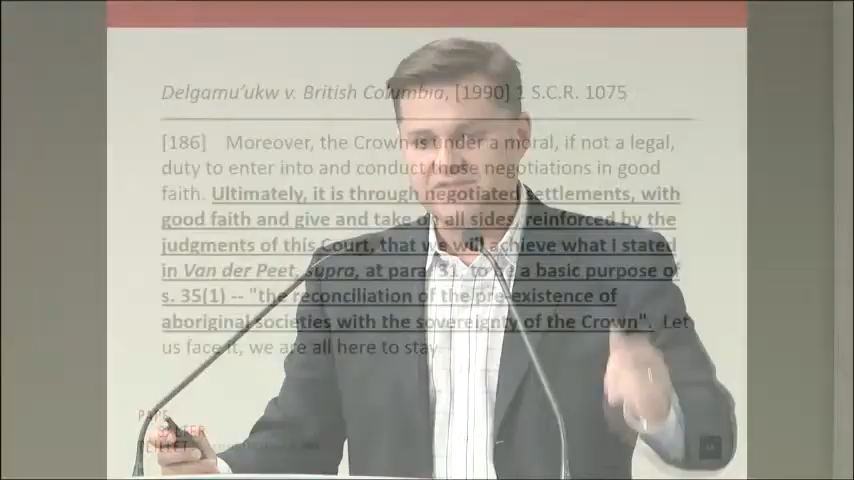 Delgamu'ukw v. British Columbia, [1990] 1 S.C.R. 1075
[186] Moreover, the Crown is under a moral, if not a legal,
duty to enter into and conduct those negotiations in good
faith. Ultimately, it is through negotiated settlements, with
good faith and give and take on all sides, reinforced by the
judgments of this Court, that we will achieve what I stated
in Van der Peet, supra, at para. 31, to be a basic purpose of
s. 35(1) -- "the reconciliation of the pre-existence of
aboriginal societies with the sovereignty of the Crown". Let
us face it, we are all here to stay.
PAPE
SALTER
TEILLET